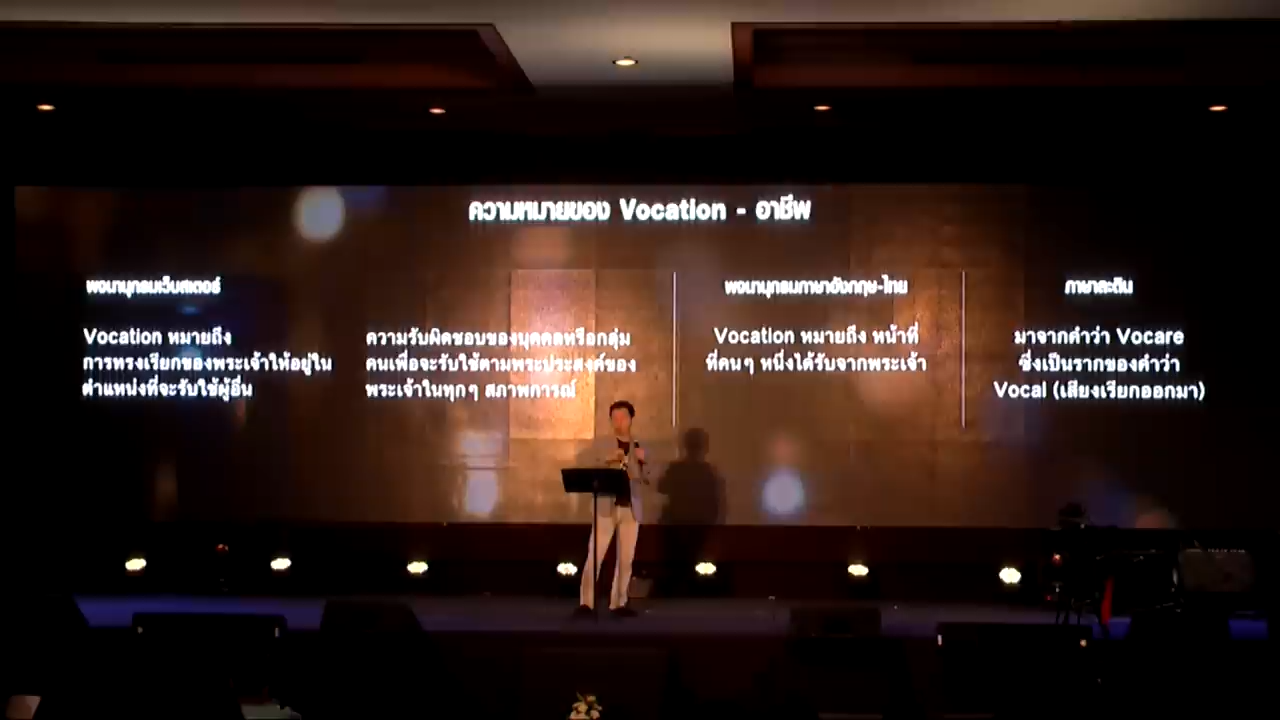 ความหมายของ Vocation - อาชีพ
พจนานุกรมเว็บสเตอร์
Vocation หมายถึง
การทรงเรียกของพระเจ้าให้อยู่ใน
ตำแหน่งที่จะรับใช้ผู้อื่น
ความรับผิดชอบของบุคคลหรือกลุ่ม
คนเพื่อจะรับใช้ตามพระประสงค์ของ
พระเจ้าในทุกๆ สภาพการณ์
พจนานุกรมภาษาอังกฤษ-ไทย
Vocation หมายถึง หน้าที่
ที่คนๆ หนึ่งได้รับจากพระเจ้า
ภาษาละติน
มาจากคำว่า Vocare
ซึ่งเป็นรากของคำว่า
Vocal (เสียงเรียกออกมา)